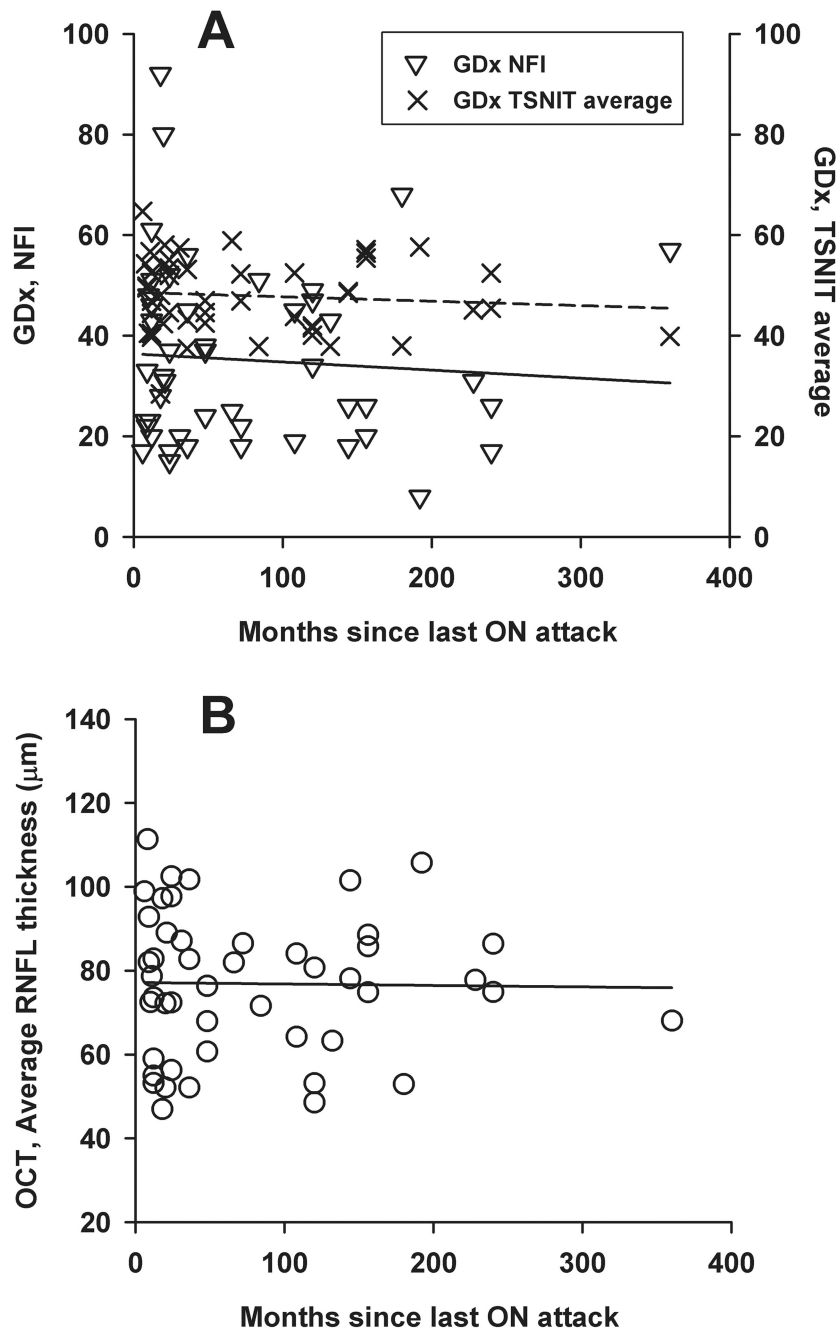 A
GDx NFI
GDx TSNIT average
100
80
60
40
20
0
GDx, NFI
100
80
60
40
20
0
GDx, TSNIT average
0 100 200 300 400
Months since last ON attack
B
140
120
100
80
60
40
20
OCT, Average RNFL thickness (μm)
0 100 200 300 400
Months since last ON attack